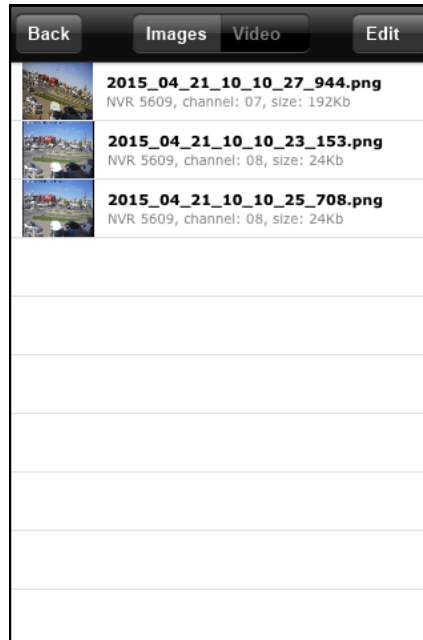 Back
Images
Video
Edit
2015_04_21_10_10_27_944.png
NVR 5609, channel: 07, size: 192Kb
2015_04_21_10_10_23_153.png
NVR 5609, channel: 08, size: 24Kb
2015_04_21_10_10_25_708.png
NVR 5609, channel: 08, size: 24Kb